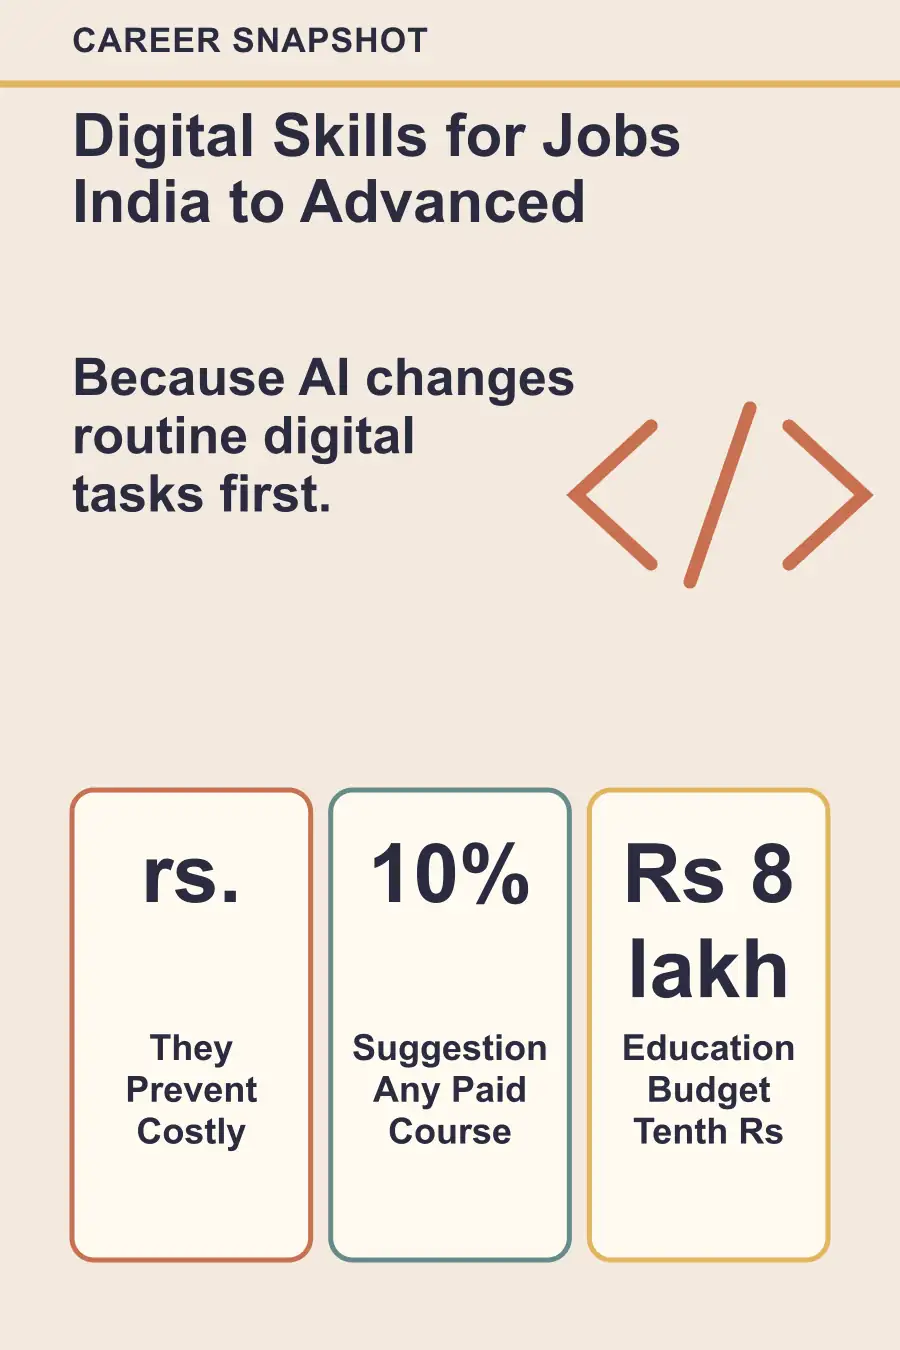 CAREER SNAPSHOT
Digital Skills for Jobs
India to Advanced
Because AI changes
routine digital
tasks first.
rs.
They
Prevent
Costly
10%
Suggestion
Any Paid
Course
Rs 8
lakh
Education
Budget
Tenth Rs